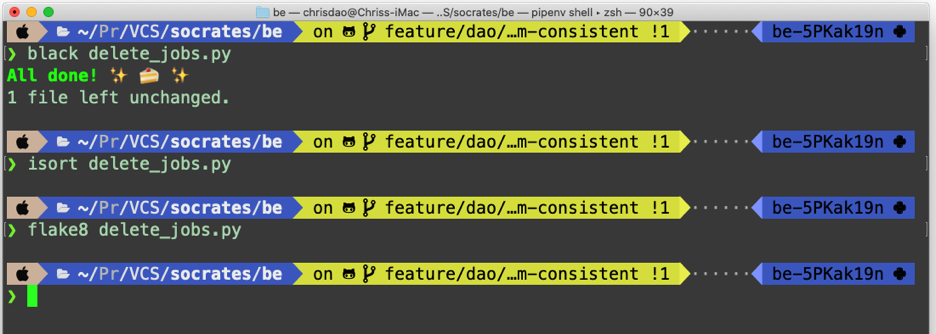 be — chrisdao@Chriss-iMac — ..S/socrates/be — pipenv shell ▸ zsh — 90×39
~/Pr/VCS/socrates/be on feature/dao/…m-consistent !1 ······ be-5PKak19n
❯ black delete_jobs.py
All done! ✨ 🍰 ✨
1 file left unchanged.
~/Pr/VCS/socrates/be on feature/dao/…m-consistent !1 ······ be-5PKak19n
❯ isort delete_jobs.py
~/Pr/VCS/socrates/be on feature/dao/…m-consistent !1 ······ be-5PKak19n
❯ flake8 delete_jobs.py
~/Pr/VCS/socrates/be on feature/dao/…m-consistent !1 ······ be-5PKak19n
❯